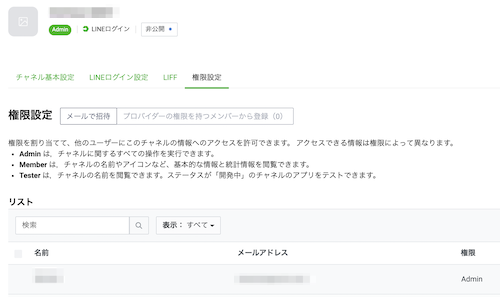 Admin LINEログイン 非公開
チャネル基本設定 LINEログイン設定 LIFF 権限設定
権限設定 メールで招待 プロバイダーの権限を持つメンバーから登録（0）
権限を割り当てて、他のユーザーにこのチャネルの情報へのアクセスを許可できます。 アクセスできる情報は権限によって異なります。
• Admin は、チャネルに関するすべての操作を実行できます。
• Member は、チャネルの名前やアイコンなど、基本的な情報と統計情報を閲覧できます。
• Tester は、チャネルの名前を閲覧できます。ステータスが「開発中」のチャネルのアプリをテストできます。
リスト
検索 表示： すべて
名前 メールアドレス 権限
Admin